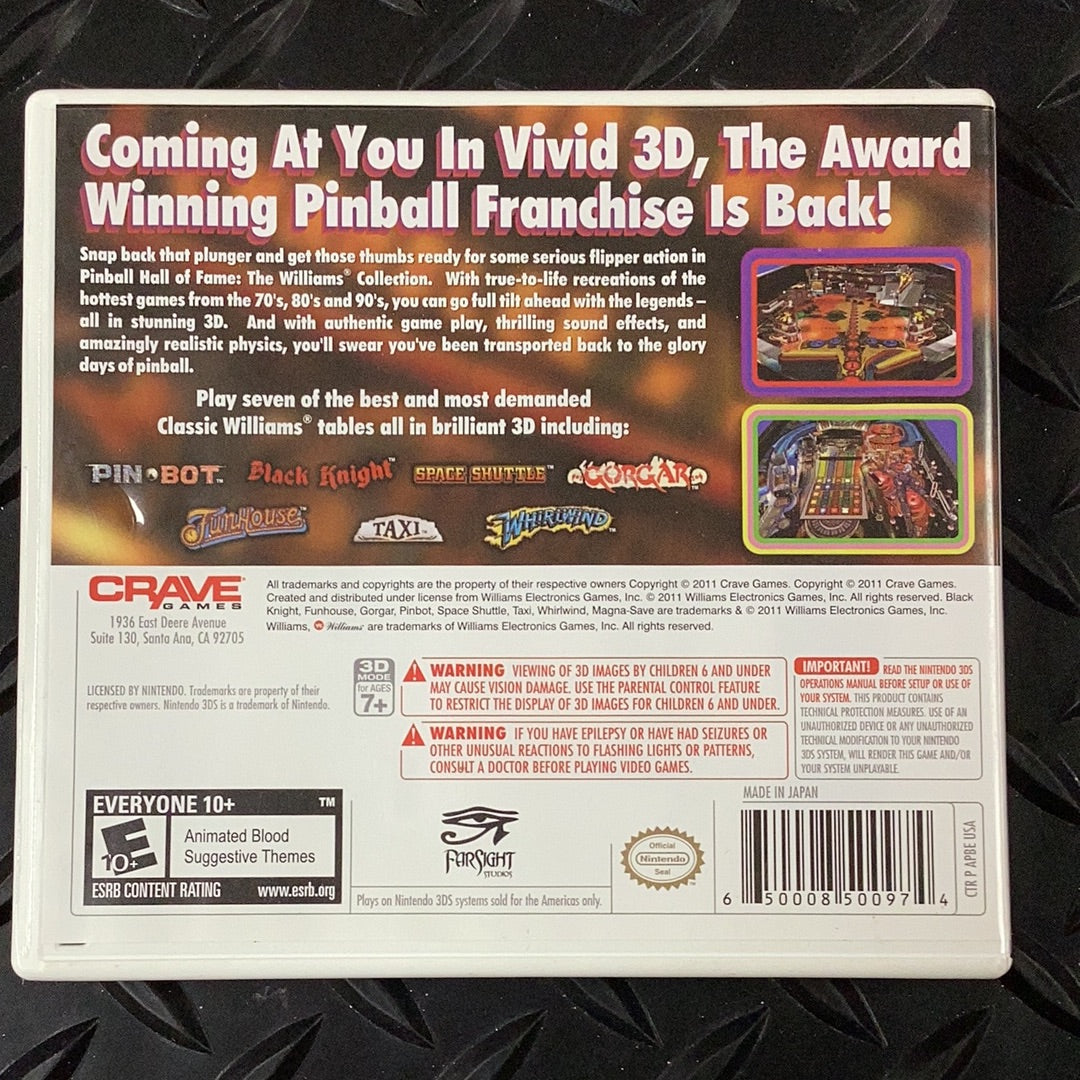 Coming At You In Vivid 3D, The Award
Winning Pinball Franchise Is Back!
Snap back that plunger and get those thumbs ready for some serious flipper action in
Pinball Hall of Fame: The Williams® Collection. With true-to-life recreations of the
hottest games from the 70's, 80's and 90's, you can go full tilt ahead with the legends –
all in stunning 3D. And with authentic game play, thrilling sound effects, and
amazingly realistic physics, you'll swear you've been transported back to the glory
days of pinball.
Play seven of the best and most demanded
Classic Williams® tables all in brilliant 3D including:
PIN•BOT™ Black Knight™ SPACE SHUTTLE™ GORGAR™
FunHouse™ TAXI™ WHIRLWIND™
CRAVE®
GAMES
1936 East Deere Avenue
Suite 130, Santa Ana, CA 92705
All trademarks and copyrights are the property of their respective owners Copyright © 2011 Crave Games. Copyright © 2011 Crave Games.
Created and distributed under license from Williams Electronics Games, Inc. © 2011 Williams Electronics Games, Inc. All rights reserved. Black
Knight, Funhouse, Gorgar, Pinbot, Space Shuttle, Taxi, Whirlwind, Magna-Save are trademarks & © 2011 Williams Electronics Games, Inc.
Williams, Williams are trademarks of Williams Electronics Games, Inc. All rights reserved.
LICENSED BY NINTENDO. Trademarks are property of their
respective owners. Nintendo 3DS is a trademark of Nintendo.
3D
MODE
for AGES
7+
WARNING VIEWING OF 3D IMAGES BY CHILDREN 6 AND UNDER
MAY CAUSE VISION DAMAGE. USE THE PARENTAL CONTROL FEATURE
TO RESTRICT THE DISPLAY OF 3D IMAGES FOR CHILDREN 6 AND UNDER.
WARNING IF YOU HAVE EPILEPSY OR HAVE HAD SEIZURES OR
OTHER UNUSUAL REACTIONS TO FLASHING LIGHTS OR PATTERNS,
CONSULT A DOCTOR BEFORE PLAYING VIDEO GAMES.
IMPORTANT! READ THE NINTENDO 3DS
OPERATIONS MANUAL BEFORE SETUP OR USE OF
YOUR SYSTEM. THIS PRODUCT CONTAINS
TECHNICAL PROTECTION MEASURES. USE OF AN
UNAUTHORIZED DEVICE OR ANY UNAUTHORIZED
TECHNICAL MODIFICATION TO YOUR NINTENDO
3DS SYSTEM, WILL RENDER THIS GAME AND/OR
YOUR SYSTEM UNPLAYABLE.
EVERYONE 10+ ™
E
10+
Animated Blood
Suggestive Themes
ESRB CONTENT RATING www.esrb.org
FARSIGHT
STUDIOS
Plays on Nintendo 3DS systems sold for the Americas only.
Official
Nintendo
Seal
™
MADE IN JAPAN
6 50008 50097 4
CTR P APBE USA